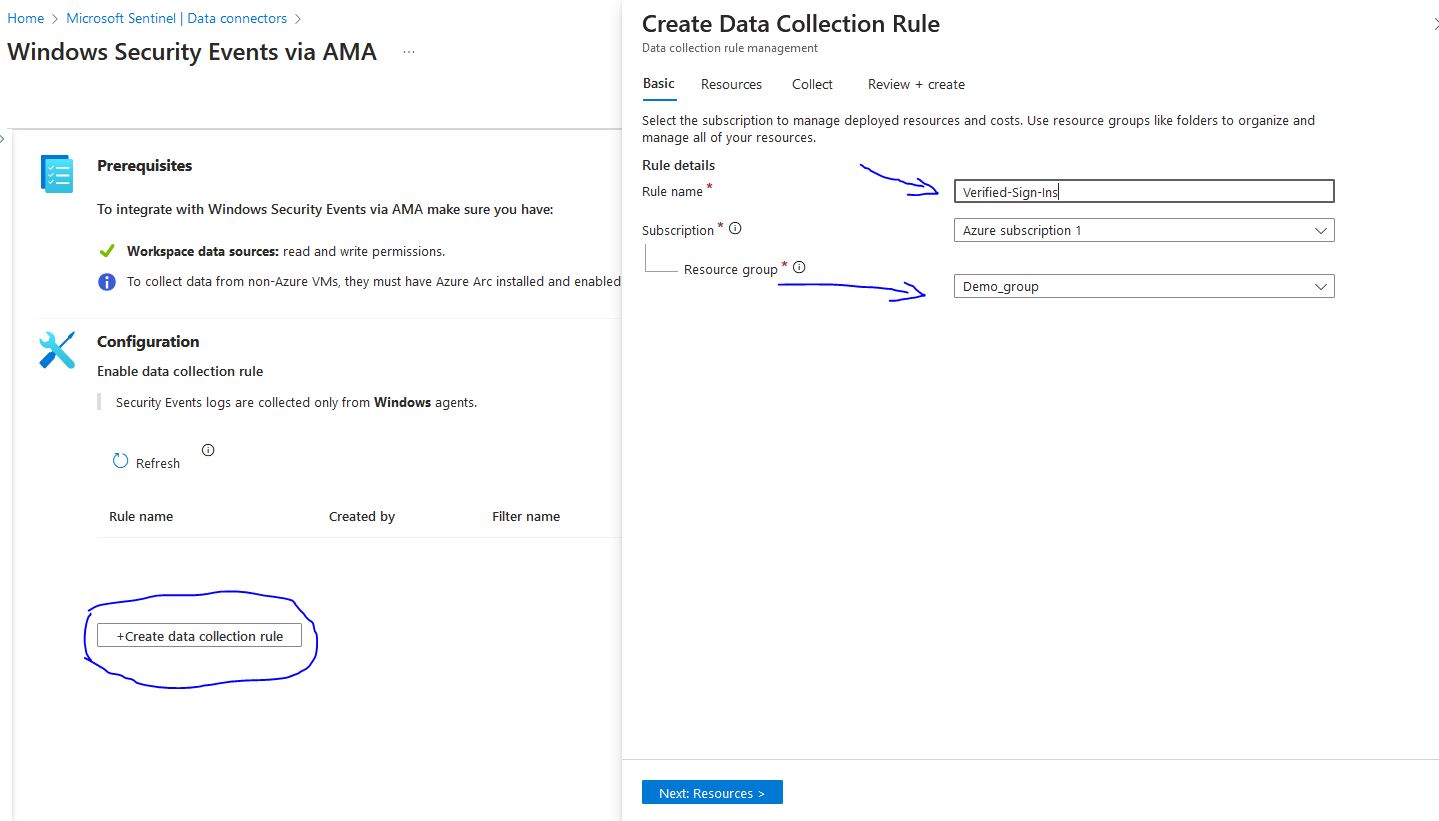 Home > Microsoft Sentinel | Data connectors >
Windows Security Events via AMA ...
Prerequisites
To integrate with Windows Security Events via AMA make sure you have:
Workspace data sources: read and write permissions.
To collect data from non-Azure VMs, they must have Azure Arc installed and enabled
Configuration
Enable data collection rule
Security Events logs are collected only from Windows agents.
Refresh
Rule name Created by Filter name
+Create data collection rule
Create Data Collection Rule
Data collection rule management
Basic Resources Collect Review + create
Select the subscription to manage deployed resources and costs. Use resource groups like folders to organize and
manage all of your resources.
Rule details
Rule name * Verified-Sign-Ins
Subscription * Azure subscription 1
Resource group * Demo_group
Next: Resources >